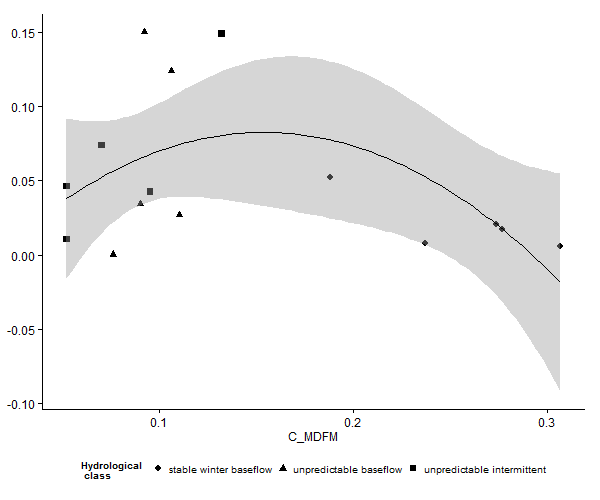 0.15
0.10
0.05
0.00
-0.05
-0.10
0.1 0.2 0.3
C_MDFM
Hydrological
class
stable winter baseflow unpredictable baseflow unpredictable intermittent